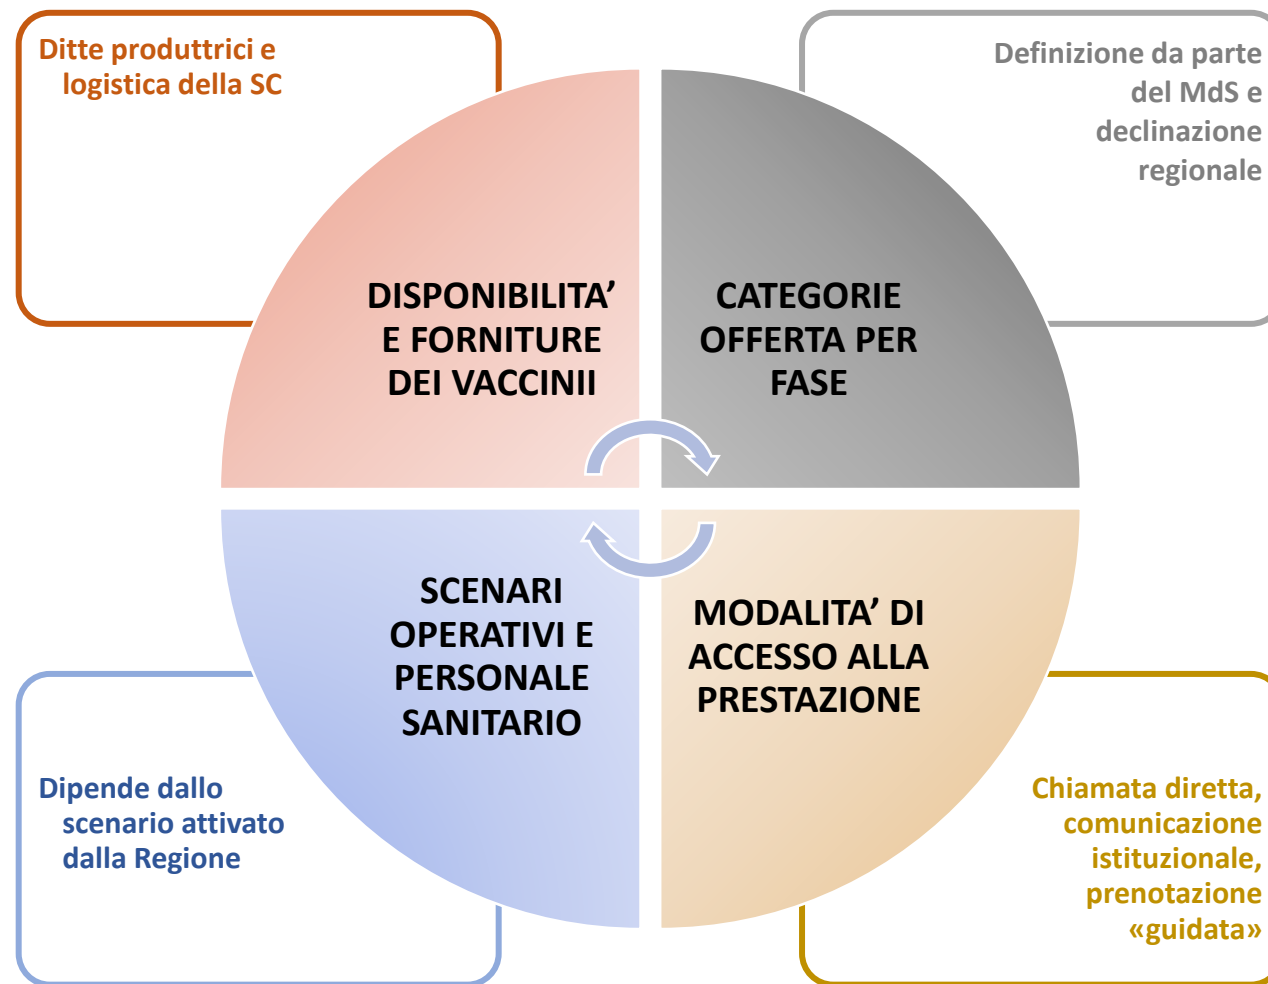 Ditte produttrici e
logistica della SC
Definizione da parte
del MdS e
declinazione
regionale
DISPONIBILITA’
E FORNITURE
DEI VACCINII
CATEGORIE
OFFERTA PER
FASE
SCENARI
OPERATIVI E
PERSONALE
SANITARIO
MODALITA’ DI
ACCESSO ALLA
PRESTAZIONE
Dipende dallo
scenario attivato
dalla Regione
Chiamata diretta,
comunicazione
istituzionale,
prenotazione
«guidata»